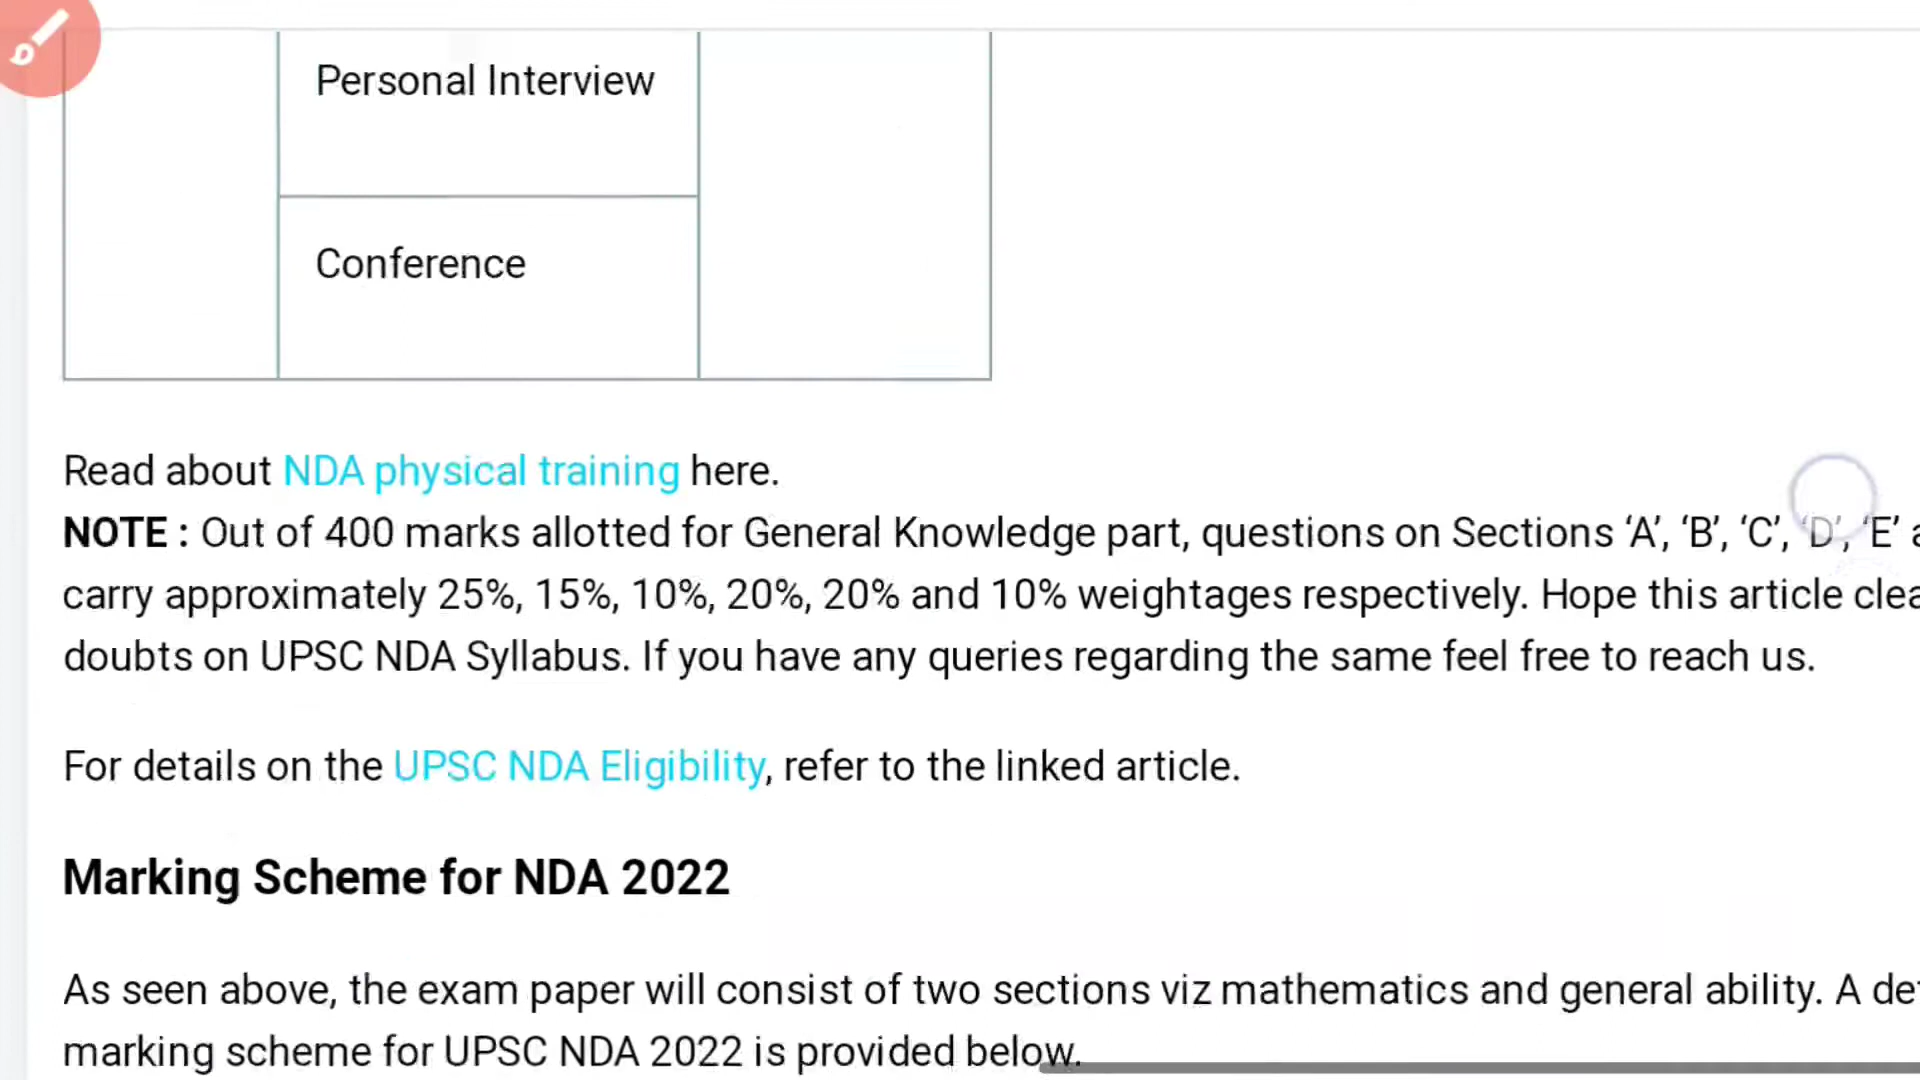 Personal Interview
Conference
Read about NDA physical training here.
NOTE : Out of 400 marks allotted for General Knowledge part, questions on Sections ‘A’, ‘B’, ‘C’, ‘D’, ‘E’
carry approximately 25%, 15%, 10%, 20%, 20% and 10% weightages respectively. Hope this article
doubts on UPSC NDA Syllabus. If you have any queries regarding the same feel free to reach us.
For details on the UPSC NDA Eligibility, refer to the linked article.
Marking Scheme for NDA 2022
As seen above, the exam paper will consist of two sections viz mathematics and general ability. A
marking scheme for UPSC NDA 2022 is provided below.